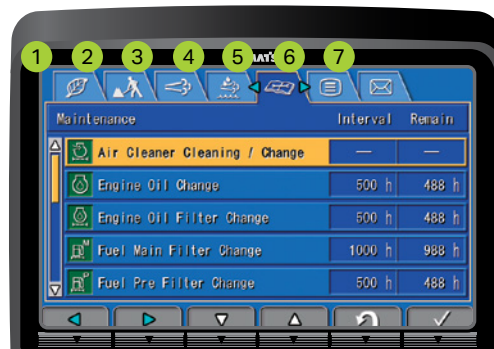 1 2 3 4 5 6 7
Maintenance Interval Remain
Air Cleaner Cleaning / Change — —
Engine Oil Change 500 h 488 h
Engine Oil Filter Change 500 h 488 h
M
Fuel Main Filter Change 1000 h 988 h
P
Fuel Pre Filter Change 500 h 488 h